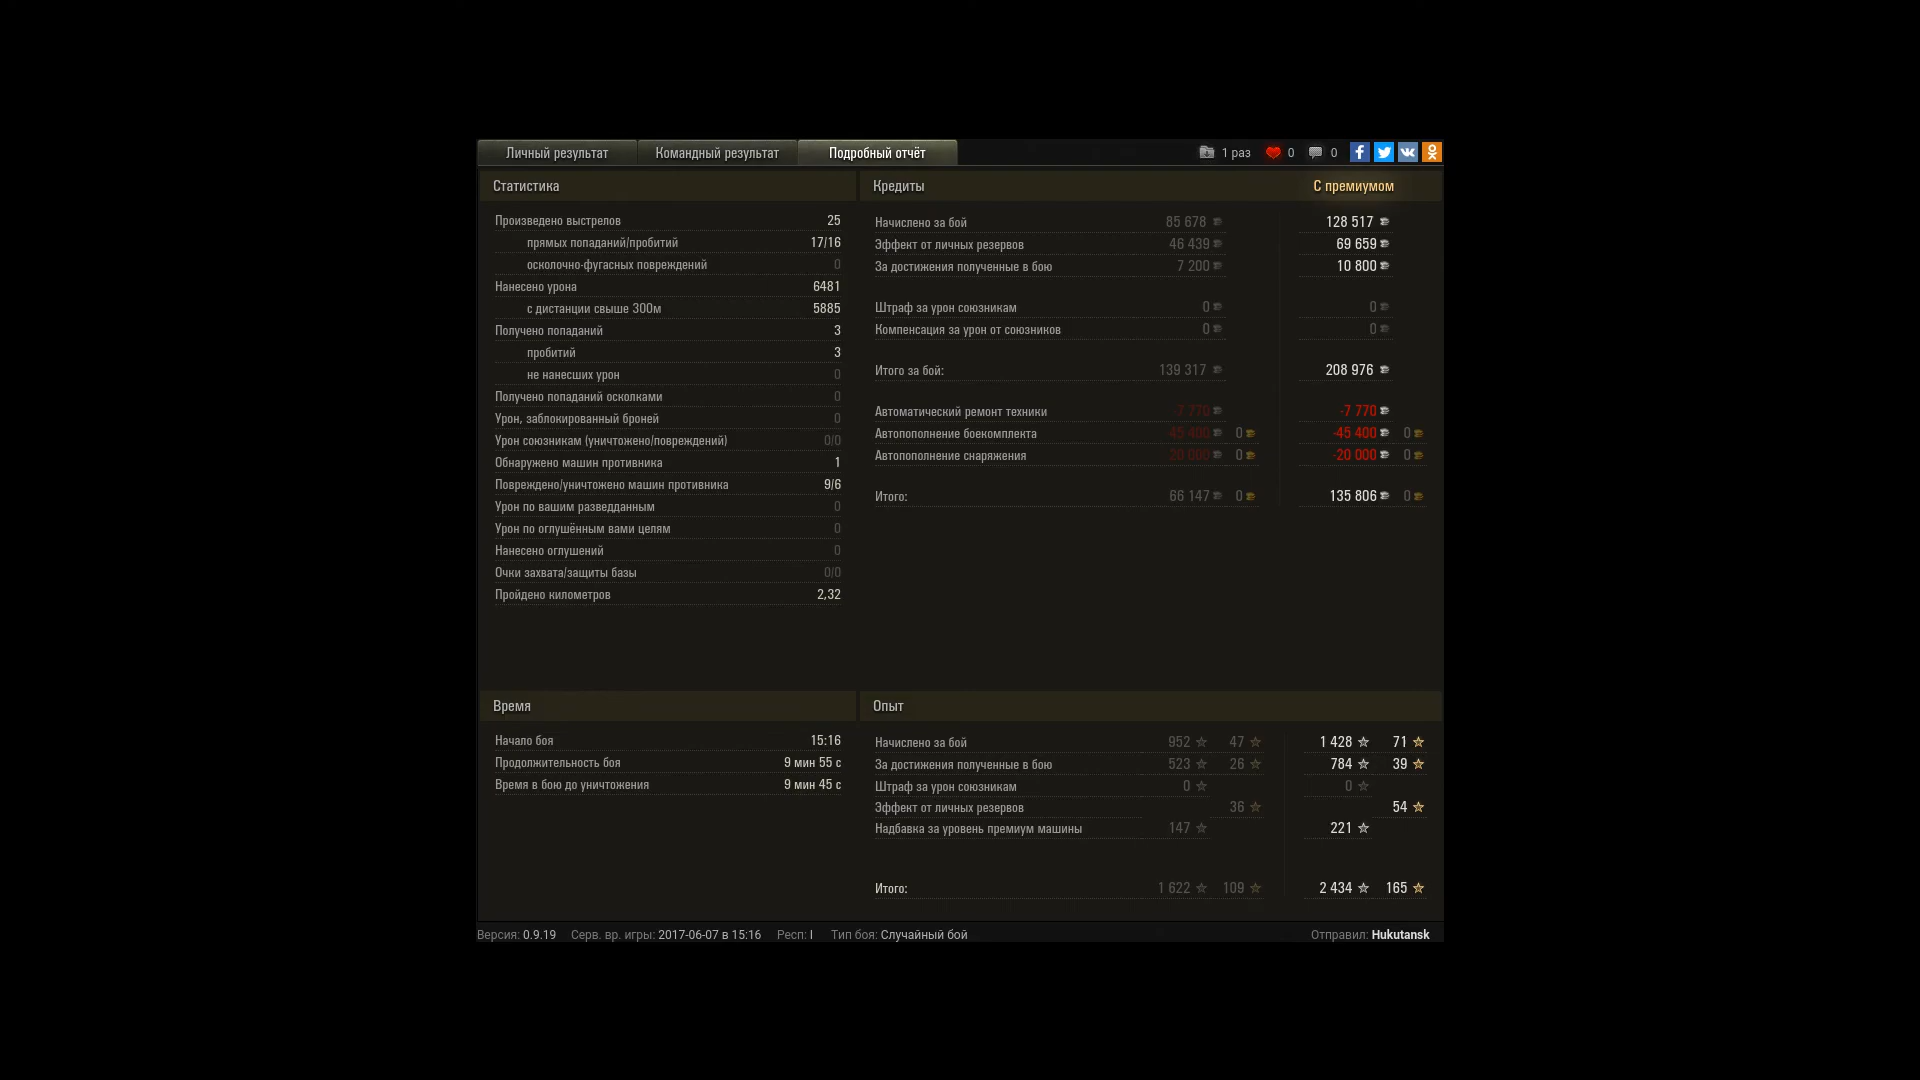 Личный результат Командный результат Подробный отчёт 1 раз 0 0
Статистика
Произведено выстрелов 25
прямых попаданий/пробитий 17/16
осколочно-фугасных повреждений 0
Нанесено урона 6481
с дистанции свыше 300м 5885
Получено попаданий 3
пробитий 3
не нанесших урон 0
Получено попаданий осколками 0
Урон, заблокированный броней 0
Урон союзникам (уничтожено/повреждений) 0/0
Обнаружено машин противника 1
Повреждено/уничтожено машин противника 9/6
Урон по вашим разведданным 0
Урон по оглушённым вами целям 0
Нанесено оглушений 0
Очки захвата/защиты базы 0/0
Пройдено километров 2,32
Кредиты С премиумом
Начислено за бой 85 678 128 517
Эффект от личных резервов 46 439 69 659
За достижения полученные в бою 7 200 10 800
Штраф за урон союзникам 0 0
Компенсация за урон от союзников 0 0
Итого за бой: 139 317 208 976
Автоматический ремонт техники -7 770 -7 770
Автопополнение боекомплекта -45 400 0 -45 400 0
Автопополнение снаряжения -20 000 0 -20 000 0
Итого: 66 147 0 135 806 0
Время
Начало боя 15:16
Продолжительность боя 9 мин 55 с
Время в бою до уничтожения 9 мин 45 с
Опыт
Начислено за бой 952 47 1 428 71
За достижения полученные в бою 523 26 784 39
Штраф за урон союзникам 0 0
Эффект от личных резервов 36 54
Надбавка за уровень премиум машины 147 221
Итого: 1 622 109 2 434 165
Версия: 0.9.19 Серв. вр. игры: 2017-06-07 в 15:16 Респ: I Тип боя: Случайный бой Отправил: Hukutansk